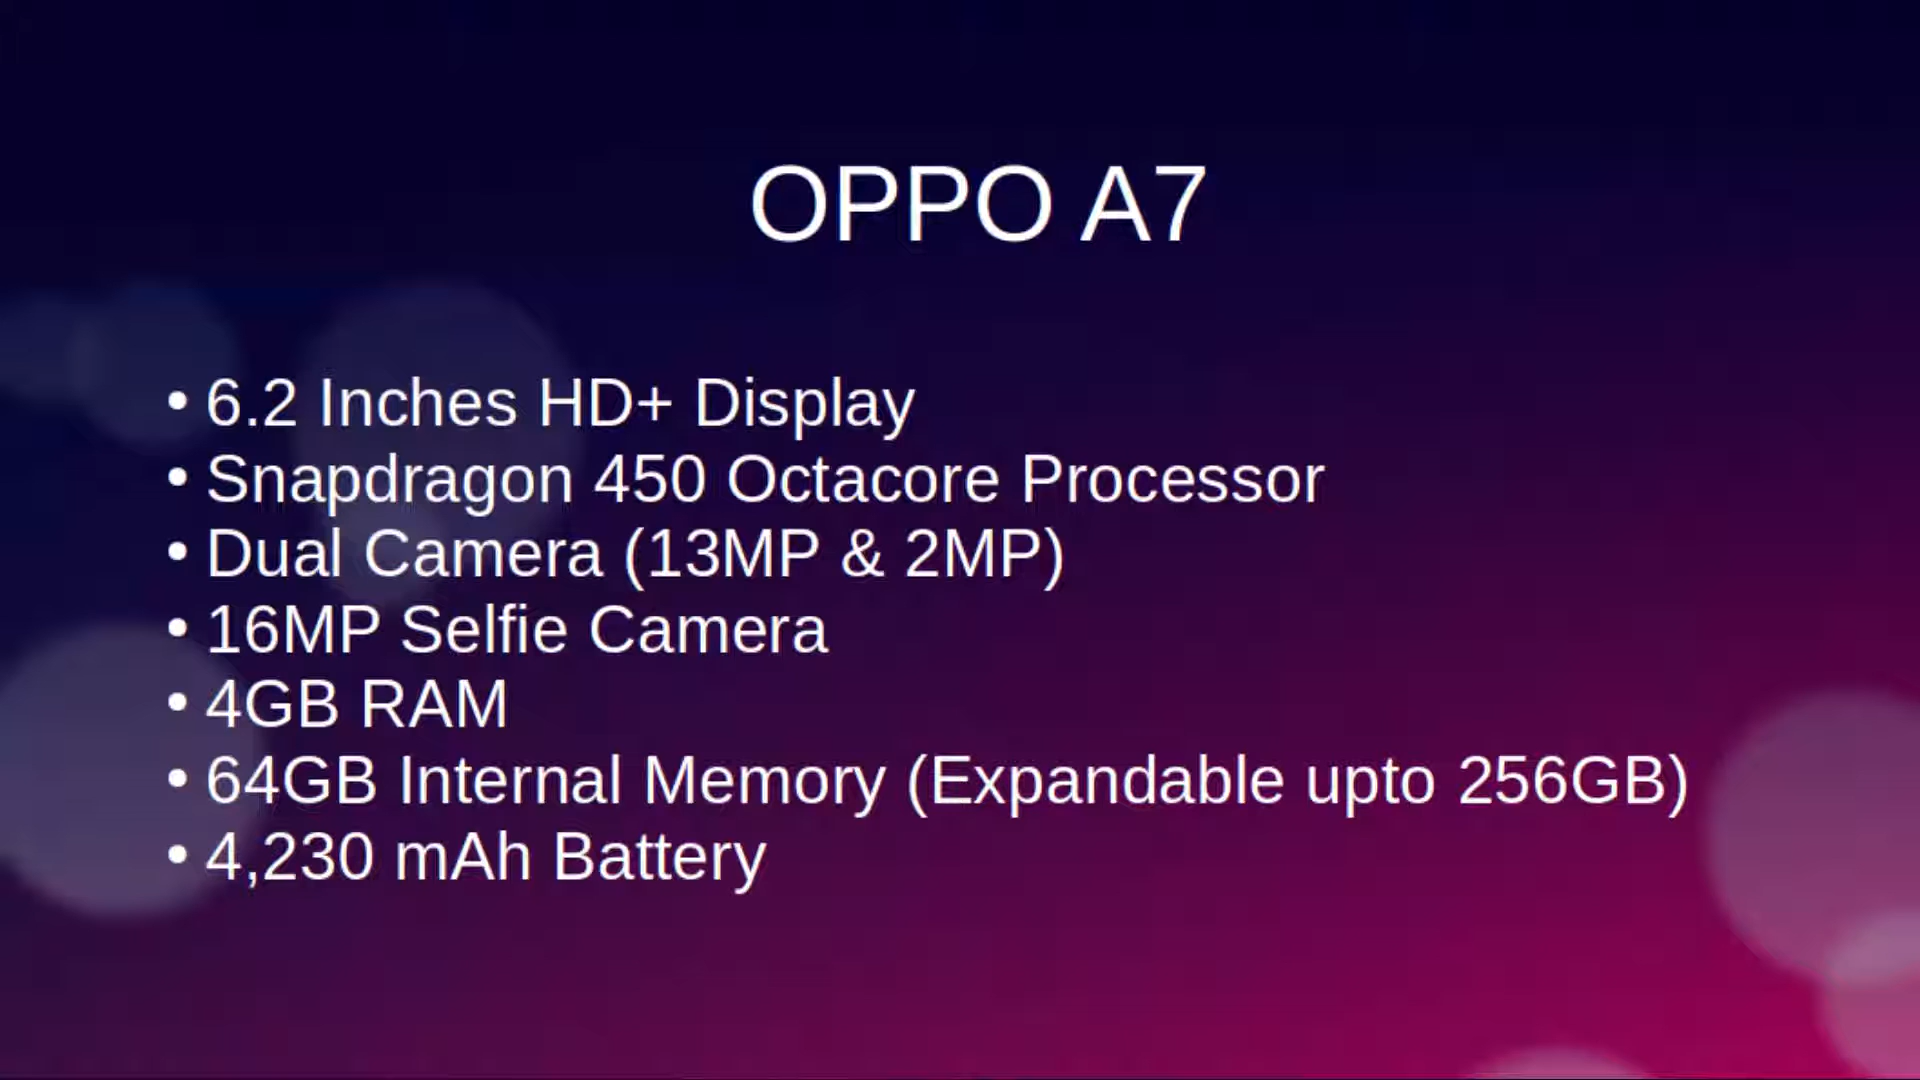 OPPO A7
• 6.2 Inches HD+ Display
• Snapdragon 450 Octacore Processor
• Dual Camera (13MP & 2MP)
• 16MP Selfie Camera
• 4GB RAM
• 64GB Internal Memory (Expandable upto 256GB)
• 4,230 mAh Battery